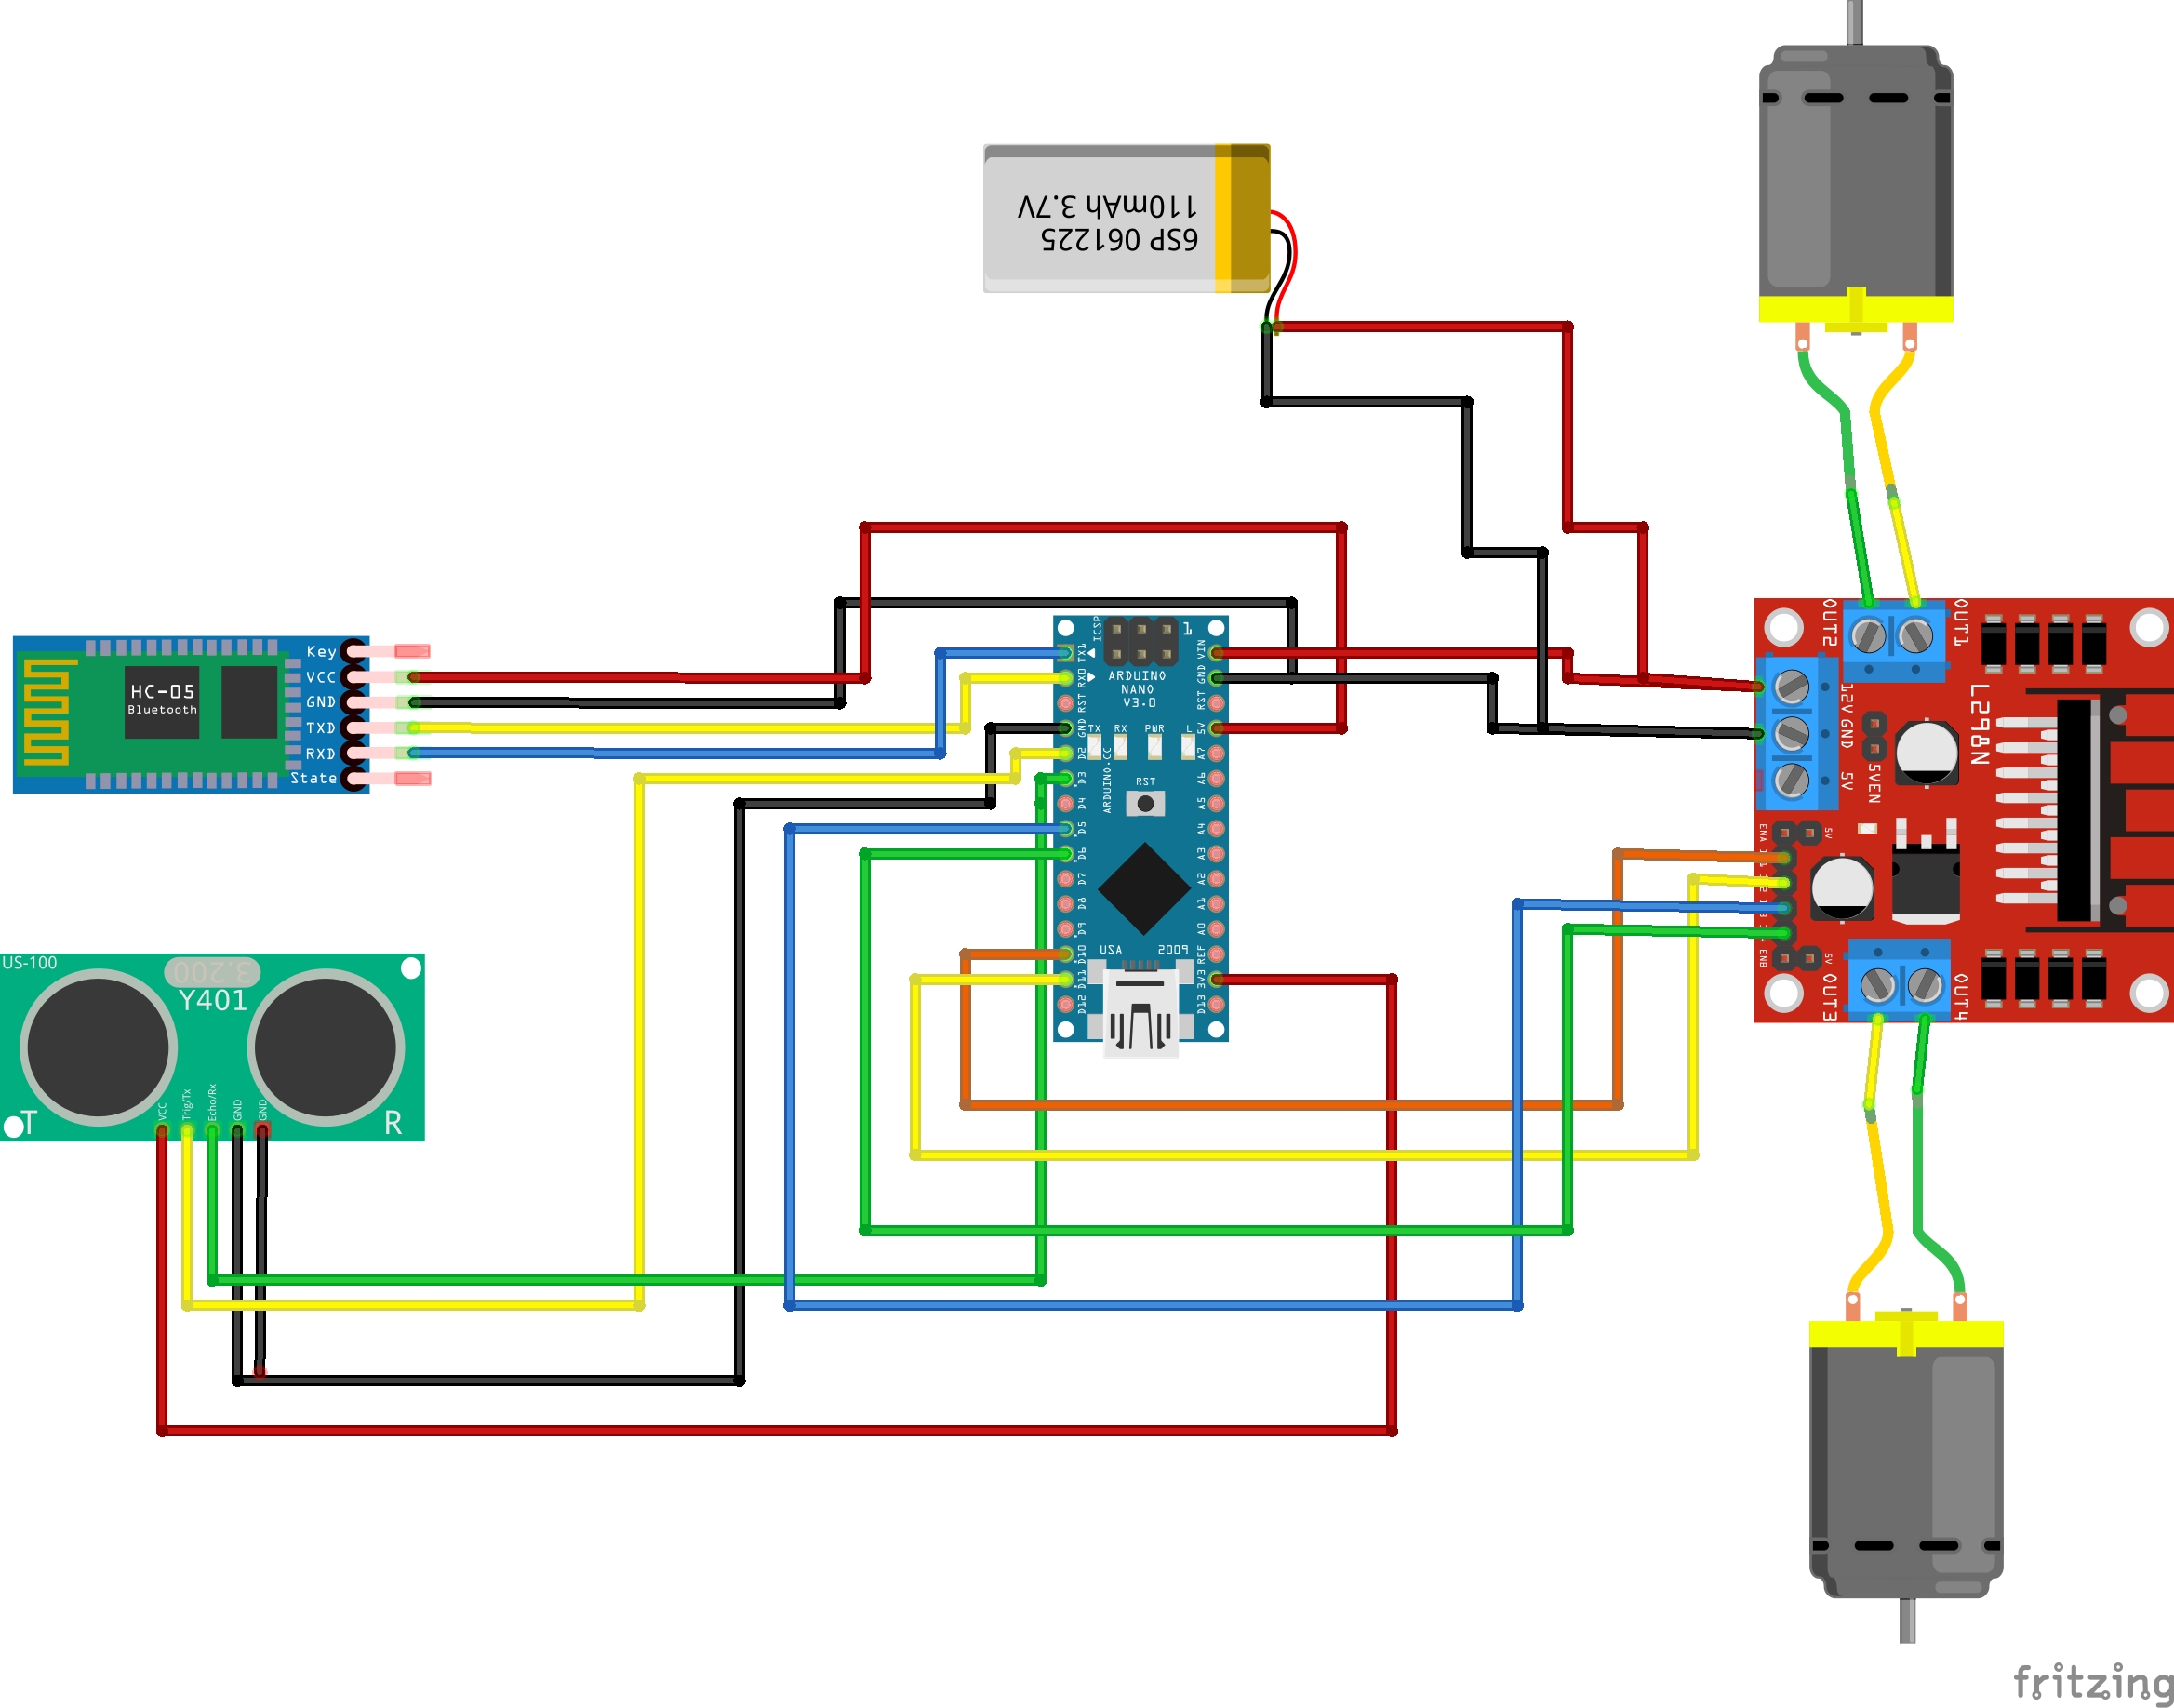 110mAh 3.7V
6SP 061225
HC-05
Bluetooth
Key
VCC
GND
TXD
RXD
State
US-100
3.200
Y401
T
R
VCC
Trig/Tx
Echo/Rx
GND
GND
ICSP
1
ARDUINO
NANO
V3.0
TX
RX
PWR
L
RST
ARDUINO.CC
USA
2009
TX1
RX0
RST
GND
D2
D3
D4
D5
D6
D7
D8
D9
D10
D11
D12
VIN
GND
RST
5V
A7
A6
A5
A4
A3
A2
A1
A0
REF
3V3
D13
OUT2
OUT1
12V
GND
5V
5VEN
L298N
ENA
5V
ENB
5V
OUT3
OUT4
fritzing